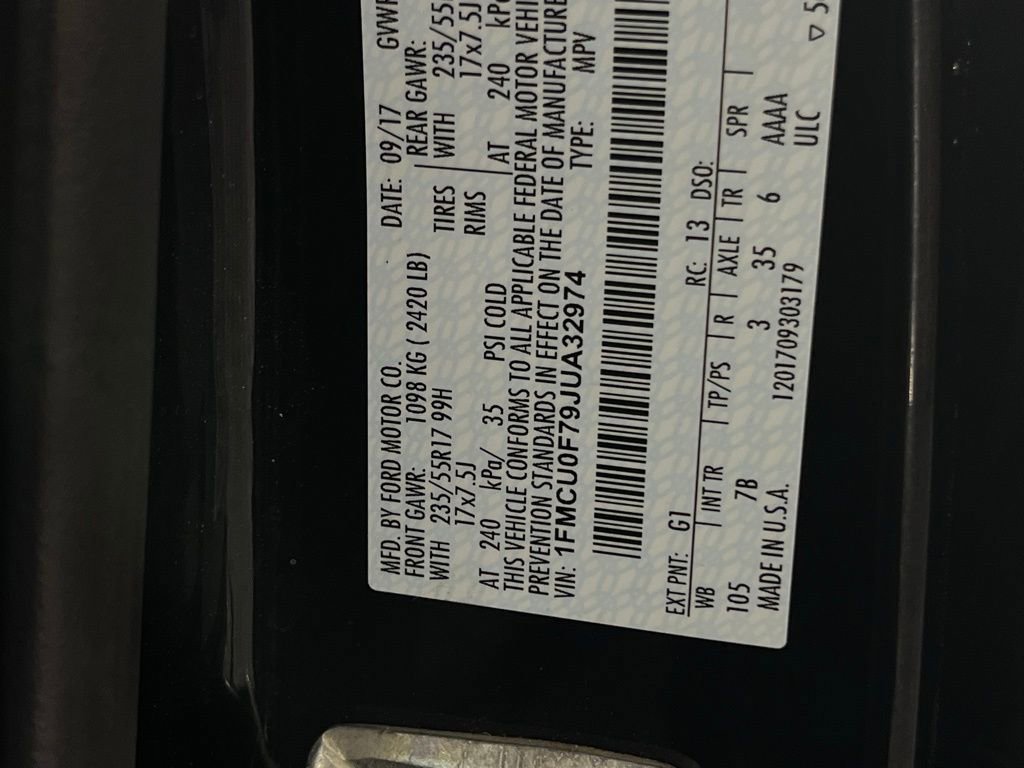 MFD. BY FORD MOTOR CO.
DATE: 09/17 GVWR
FRONT GAWR: 1098 KG ( 2420 LB)
REAR GAWR:
WITH 235/55R17 99H TIRES WITH
17x7.5J RIMS 17x7.5J
AT 240 kPa/ 35 PSI COLD AT 240
THIS VEHICLE CONFORMS TO ALL APPLICABLE FEDERAL MOTOR
PREVENTION STANDARDS IN EFFECT ON THE DATE OF MANUFACTURE
VIN: 1FMCU0F79JUA32974 TYPE: MPV
EXT PNT: G1 RC: 13 DSO:
WB INT TR TP/PS R AXLE TR SPR
105 7B 3 35 6 AAAA
MADE IN U.S.A. 1201709303179 ULC
▽ 5